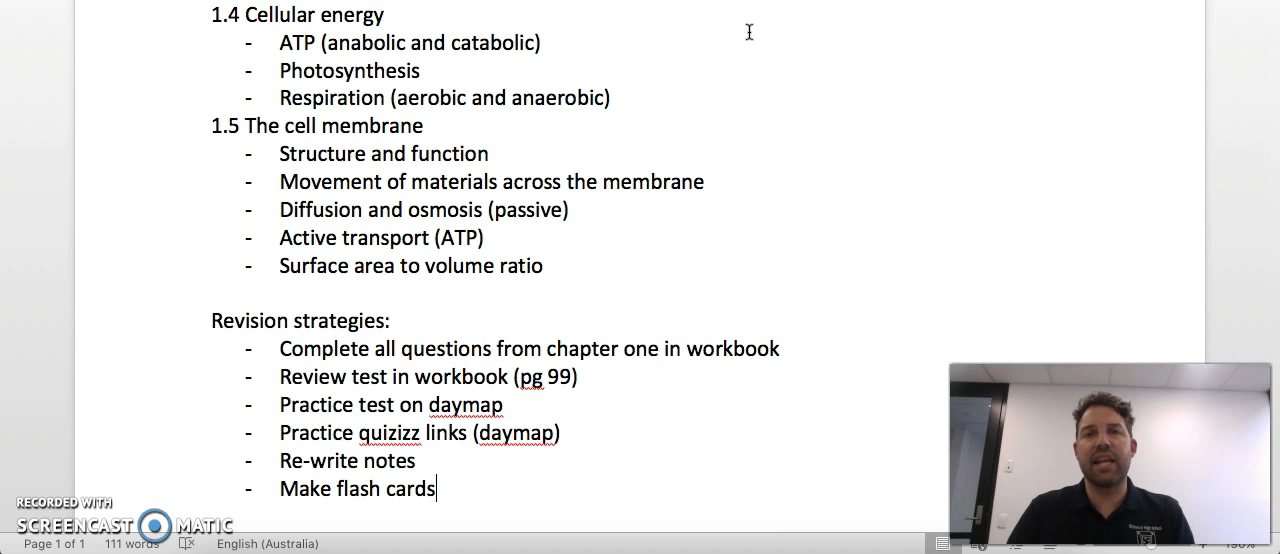 1.4 Cellular energy
- ATP (anabolic and catabolic)
- Photosynthesis
- Respiration (aerobic and anaerobic)
1.5 The cell membrane
- Structure and function
- Movement of materials across the membrane
- Diffusion and osmosis (passive)
- Active transport (ATP)
- Surface area to volume ratio
Revision strategies:
- Complete all questions from chapter one in workbook
- Review test in workbook (pg 99)
- Practice test on daymap
- Practice quizizz links (daymap)
- Re-write notes
- Make flash cards
RECORDED WITH
SCREENCAST MATIC
Page 1 of 1 111 words English (Australia)